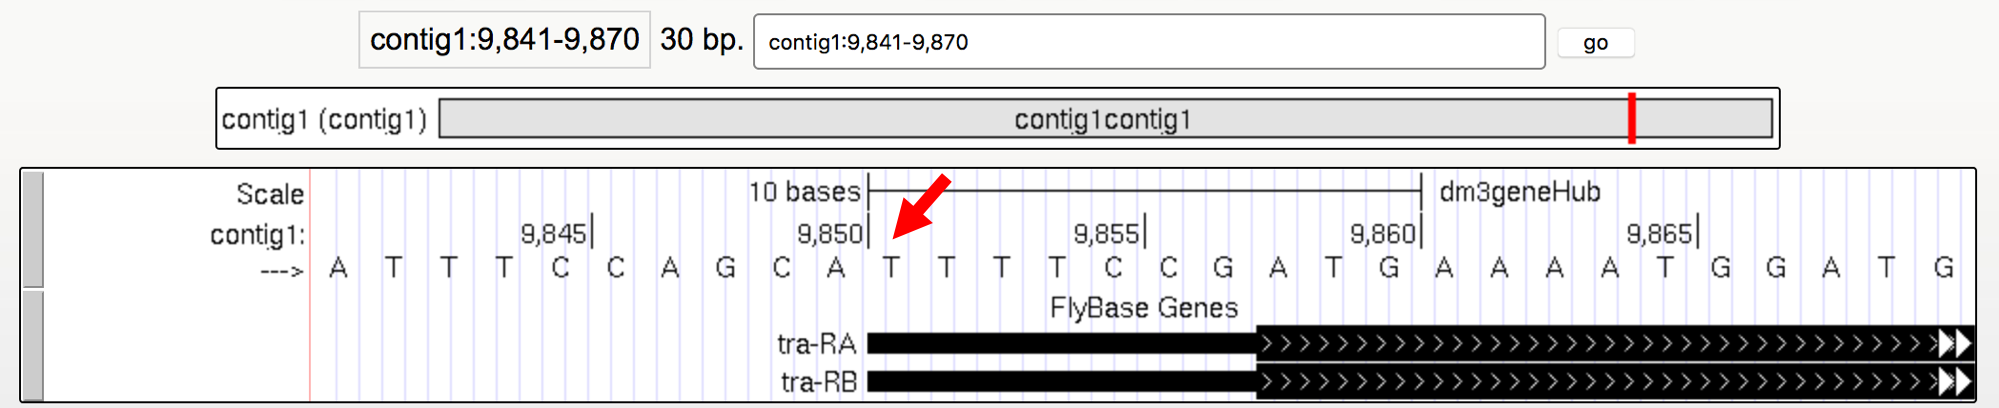 contig1:9,841-9,870 30 bp. contig1:9,841-9,870 go
contig1 (contig1) contig1contig1
Scale 10 bases dm3geneHub
contig1: 9,845 9,850 9,855 9,860 9,865
---> A T T T C C A G C A T T T T C C G A T G A A A A T G G A T G
FlyBase Genes
tra-RA
tra-RB